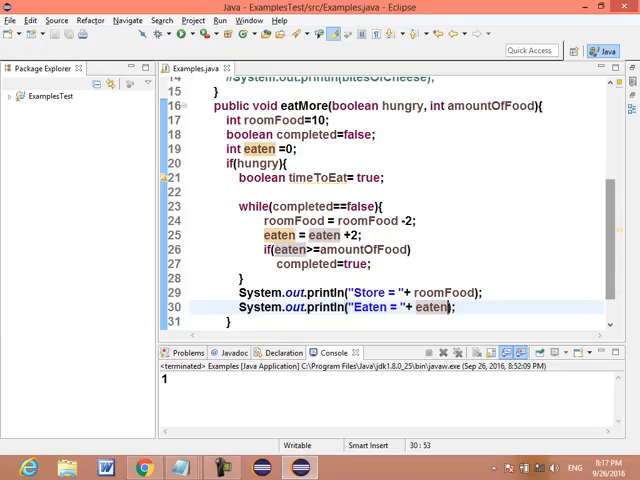 Java - ExamplesTest/src/Examples.java - Eclipse
File Edit Source Refactor Navigate Search Project Run Window Help
Quick Access
Java
Package Explorer
Examples.java
ExamplesTest
14 //System.out.println(bitesOfCheese);
15 }
16 public void eatMore(boolean hungry, int amountOfFood){
17 int roomFood=10;
18 boolean completed=false;
19 int eaten =0;
20 if(hungry){
21 boolean timeToEat= true;
22
23 while(completed==false){
24 roomFood = roomFood -2;
25 eaten = eaten +2;
26 if(eaten>=amountOfFood)
27 completed=true;
28 }
29 System.out.println("Store = "+ roomFood);
30 System.out.println("Eaten = "+ eaten);
31 }
Problems Javadoc Declaration Console
<terminated> Examples [Java Application] C:\Program Files\Java\jdk1.8.0_25\bin\javaw.exe (Sep 26, 2016, 8:52:09 PM)
1
Writable Smart Insert 30 : 53
ENG
8:17 PM
9/26/2016